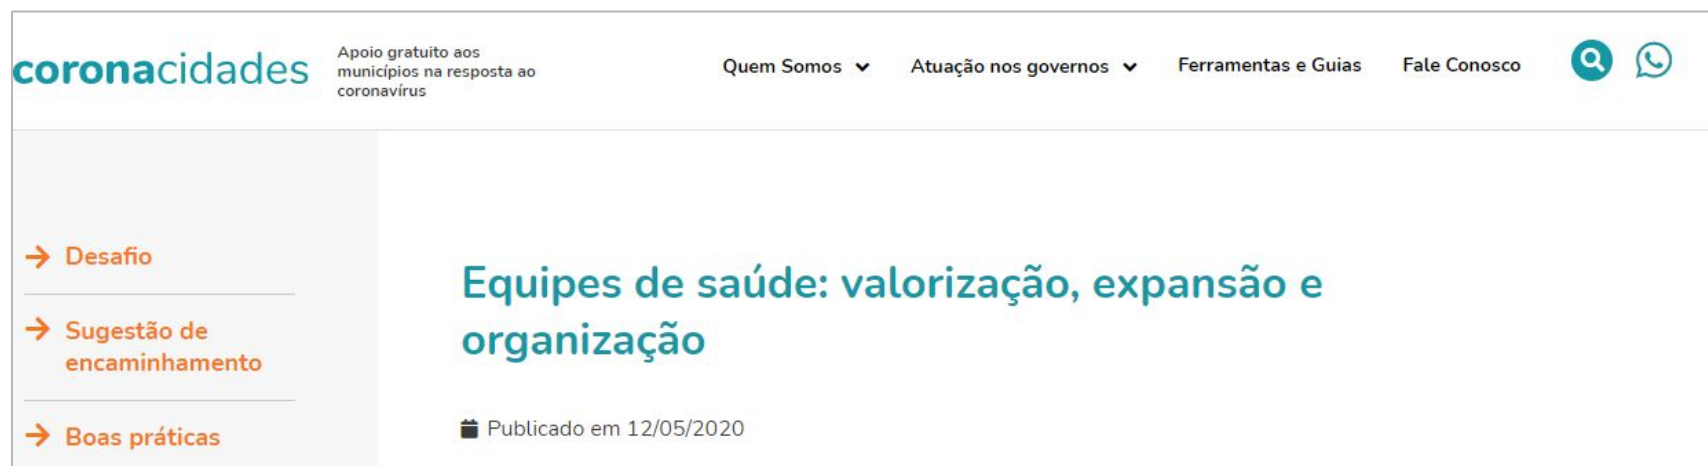 coronacidades
Apoio gratuito aos
municípios na resposta ao
coronavírus
Quem Somos
Atuação nos governos
Ferramentas e Guias
Fale Conosco
Desafio
Sugestão de
encaminhamento
Boas práticas
Equipes de saúde: valorização, expansão e
organização
Publicado em 12/05/2020